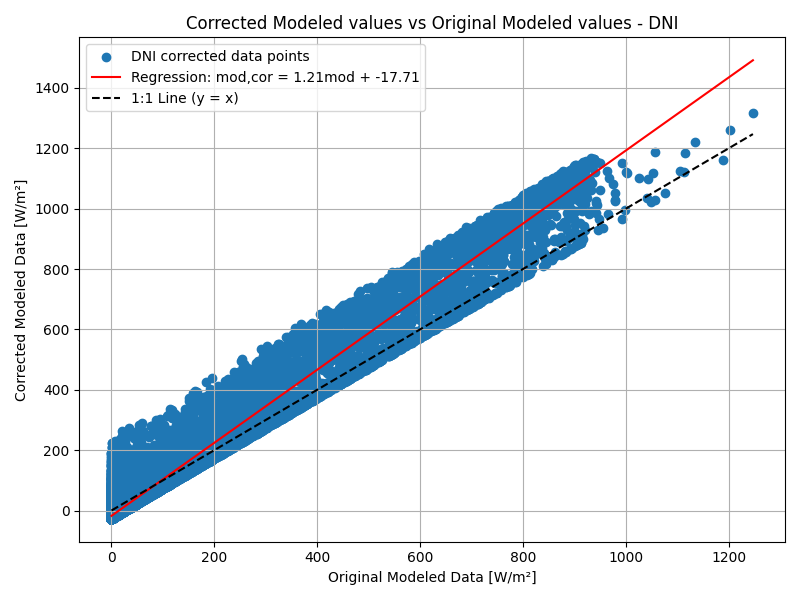 Corrected Modeled values vs Original Modeled values - DNI
DNI corrected data points
Regression: mod,cor = 1.21mod + -17.71
1:1 Line (y = x)
Corrected Modeled Data [W/m²]
1400
1200
1000
800
600
400
200
0
0 200 400 600 800 1000 1200
Original Modeled Data [W/m²]